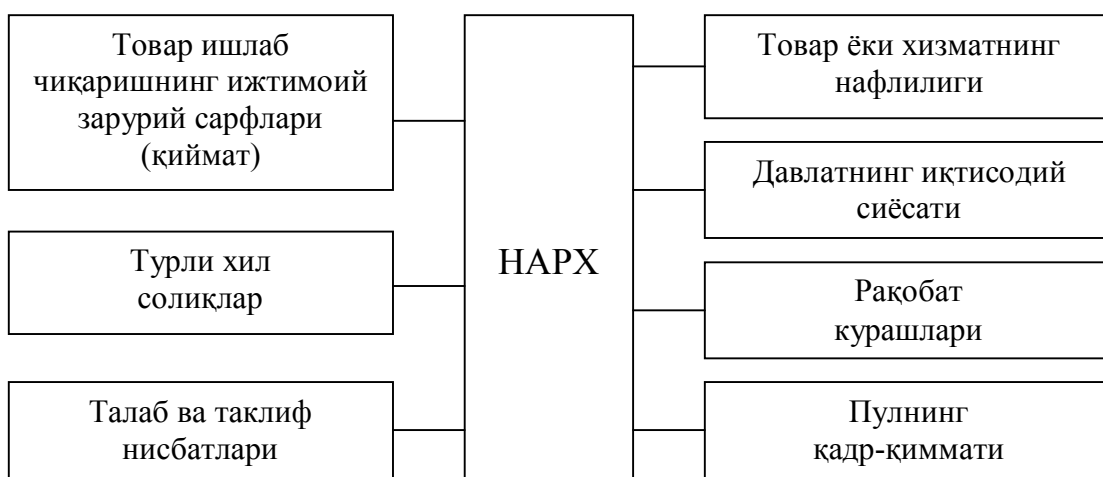 Товар ишлаб
чиқаришнинг ижтимоий
зарурий сарфлари
(қиймат)
Турли хил
солиқлар
Талаб ва таклиф
нисбатлари
НАРХ
Товар ёки хизматнинг
нафлилиги
Давлатнинг иқтисодий
сиёсати
Рақобат
курашлари
Пулнинг
қадр-қиммати